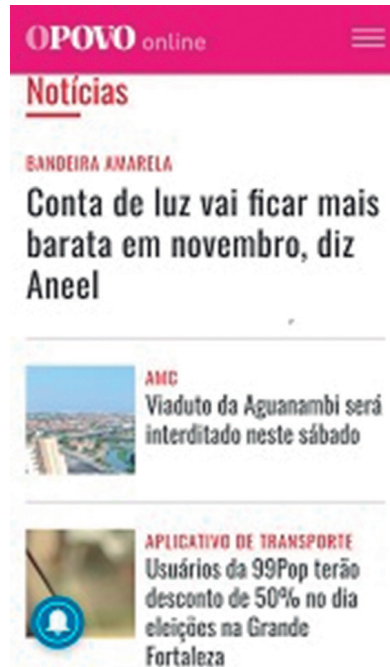 OPOVO online
Notícias
BANDEIRA AMARELA
Conta de luz vai ficar mais
barata em novembro, diz
Aneel
AMC
Viaduto da Aguanambi será
interditado neste sábado
APLICATIVO DE TRANSPORTE
Usuários da 99Pop terão
desconto de 50% no dia
eleições na Grande
Fortaleza